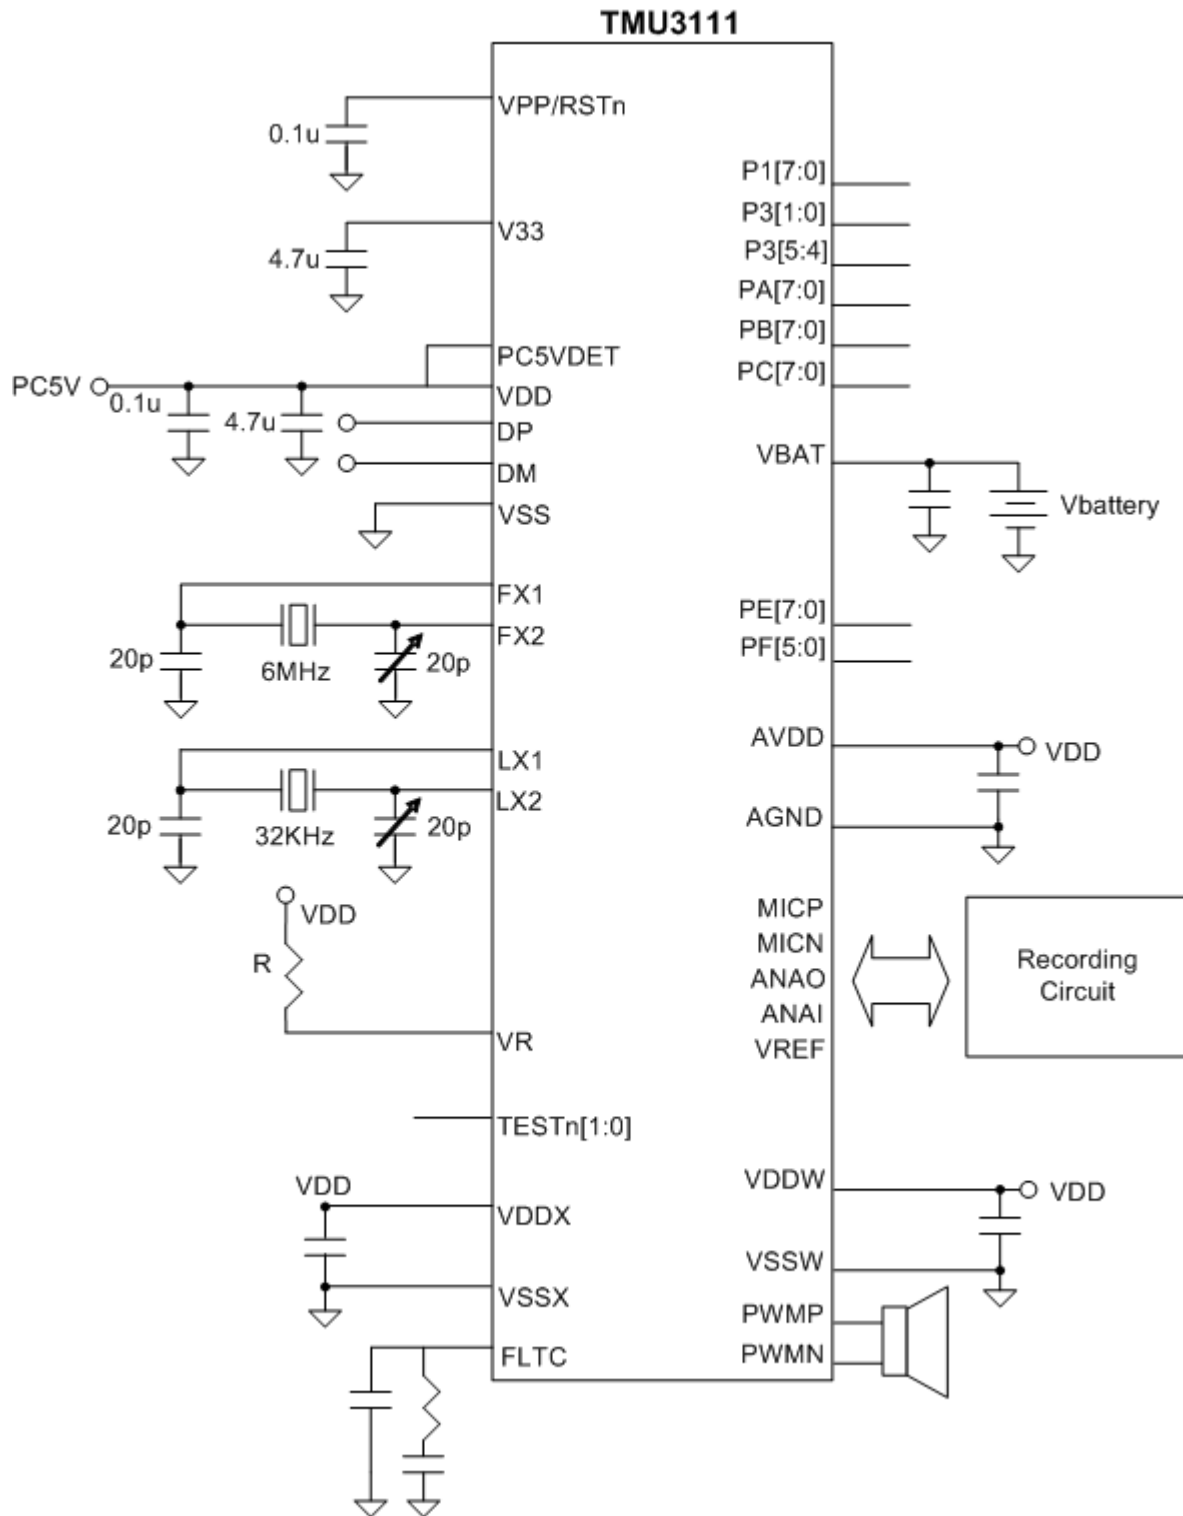 TMU3111
VPP/RSTn
0.1u
P1[7:0]
P3[1:0]
V33
P3[5:4]
4.7u
PA[7:0]
PB[7:0]
PC5VDET
PC[7:0]
PC5V
VDD
0.1u
4.7u
DP
VBAT
DM
Vbattery
VSS
FX1
PE[7:0]
FX2
PF[5:0]
20p
6MHz
20p
AVDD
VDD
LX1
LX2
20p
32KHz
20p
AGND
VDD
MICP
MICN
R
ANAO
Recording
Circuit
ANAI
VR
VREF
TESTn[1:0]
VDD
VDDW
VDD
VDDX
VSSW
VSSX
PWMP
FLTC
PWMN